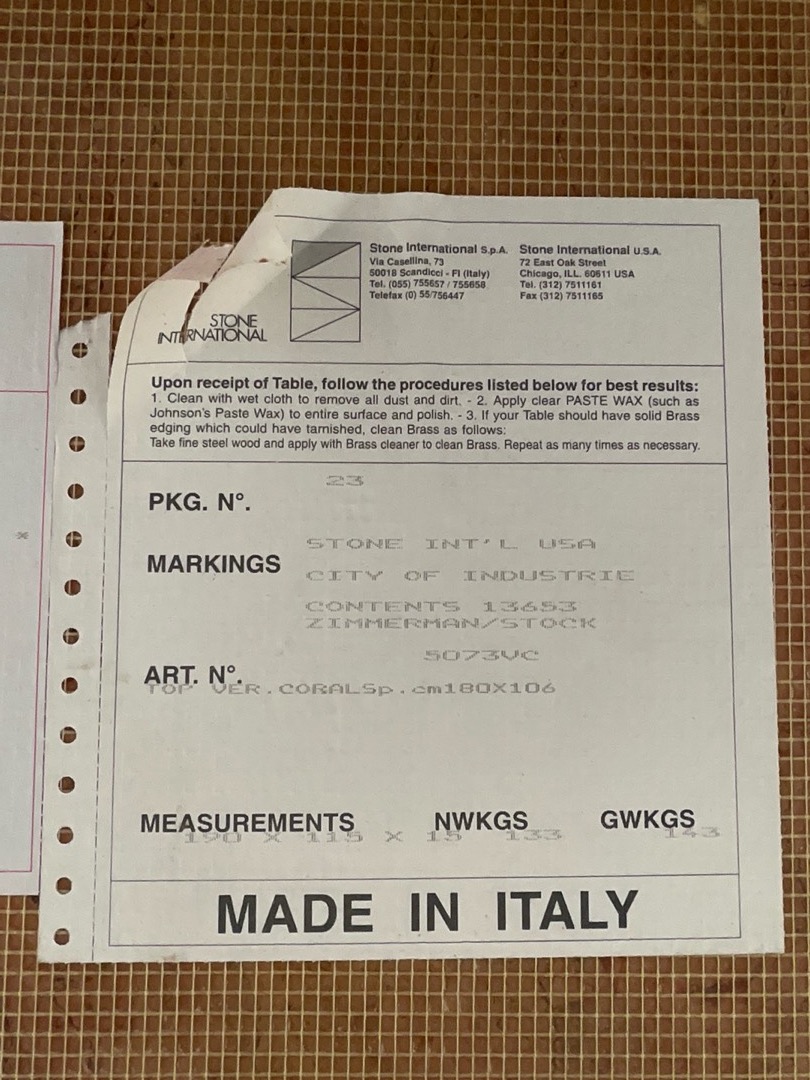 STONE
INTERNATIONAL
Stone International S.p.A.
Via Casellina, 73
50018 Scandicci - FI (Italy)
Tel. (055) 755657 / 755658
Telefax (0) 55/756447
Stone International U.S.A.
72 East Oak Street
Chicago, ILL. 60611 USA
Tel. (312) 7511161
Fax (312) 7511165
Upon receipt of Table, follow the procedures listed below for best results:
1. Clean with wet cloth to remove all dust and dirt. - 2. Apply clear PASTE WAX (such as
Johnson's Paste Wax) to entire surface and polish. - 3. If your Table should have solid Brass
edging which could have tarnished, clean Brass as follows:
Take fine steel wood and apply with Brass cleaner to clean Brass. Repeat as many times as necessary.
PKG. N°. 23
MARKINGS STONE INT'L USA
CITY OF INDUSTRIE
CONTENTS 13653
ZIMMERMAN/STOCK
ART. N°. 5073VC
TOP VER.CORALSp.cm180X106
MEASUREMENTS NWKGS GWKGS
190 X 115 X 15 133 143
MADE IN ITALY